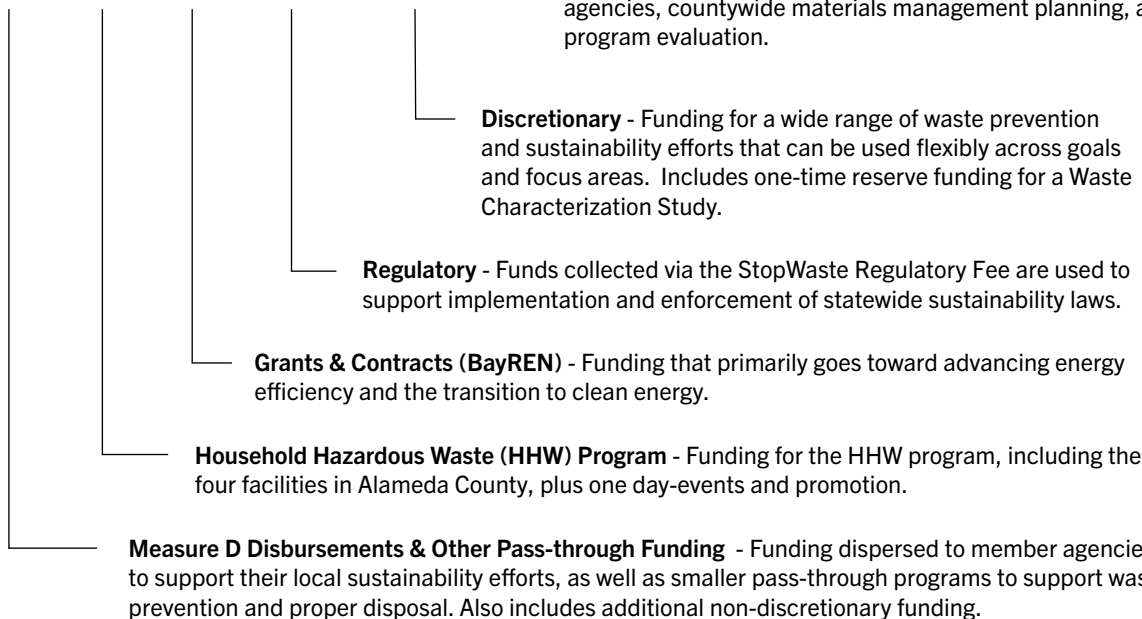 agencies, countywide materials management planning, a
program evaluation.
Discretionary - Funding for a wide range of waste prevention
and sustainability efforts that can be used flexibly across goals
and focus areas.  Includes one-time reserve funding for a Waste
Characterization Study.
Regulatory - Funds collected via the StopWaste Regulatory Fee are used to
support implementation and enforcement of statewide sustainability laws.
Grants & Contracts (BayREN) - Funding that primarily goes toward advancing energy
efficiency and the transition to clean energy.
Household Hazardous Waste (HHW) Program - Funding for the HHW program, including the
four facilities in Alameda County, plus one day-events and promotion.
Measure D Disbursements & Other Pass-through Funding  - Funding dispersed to member agencie
to support their local sustainability efforts, as well as smaller pass-through programs to support was
prevention and proper disposal. Also includes additional non-discretionary funding.